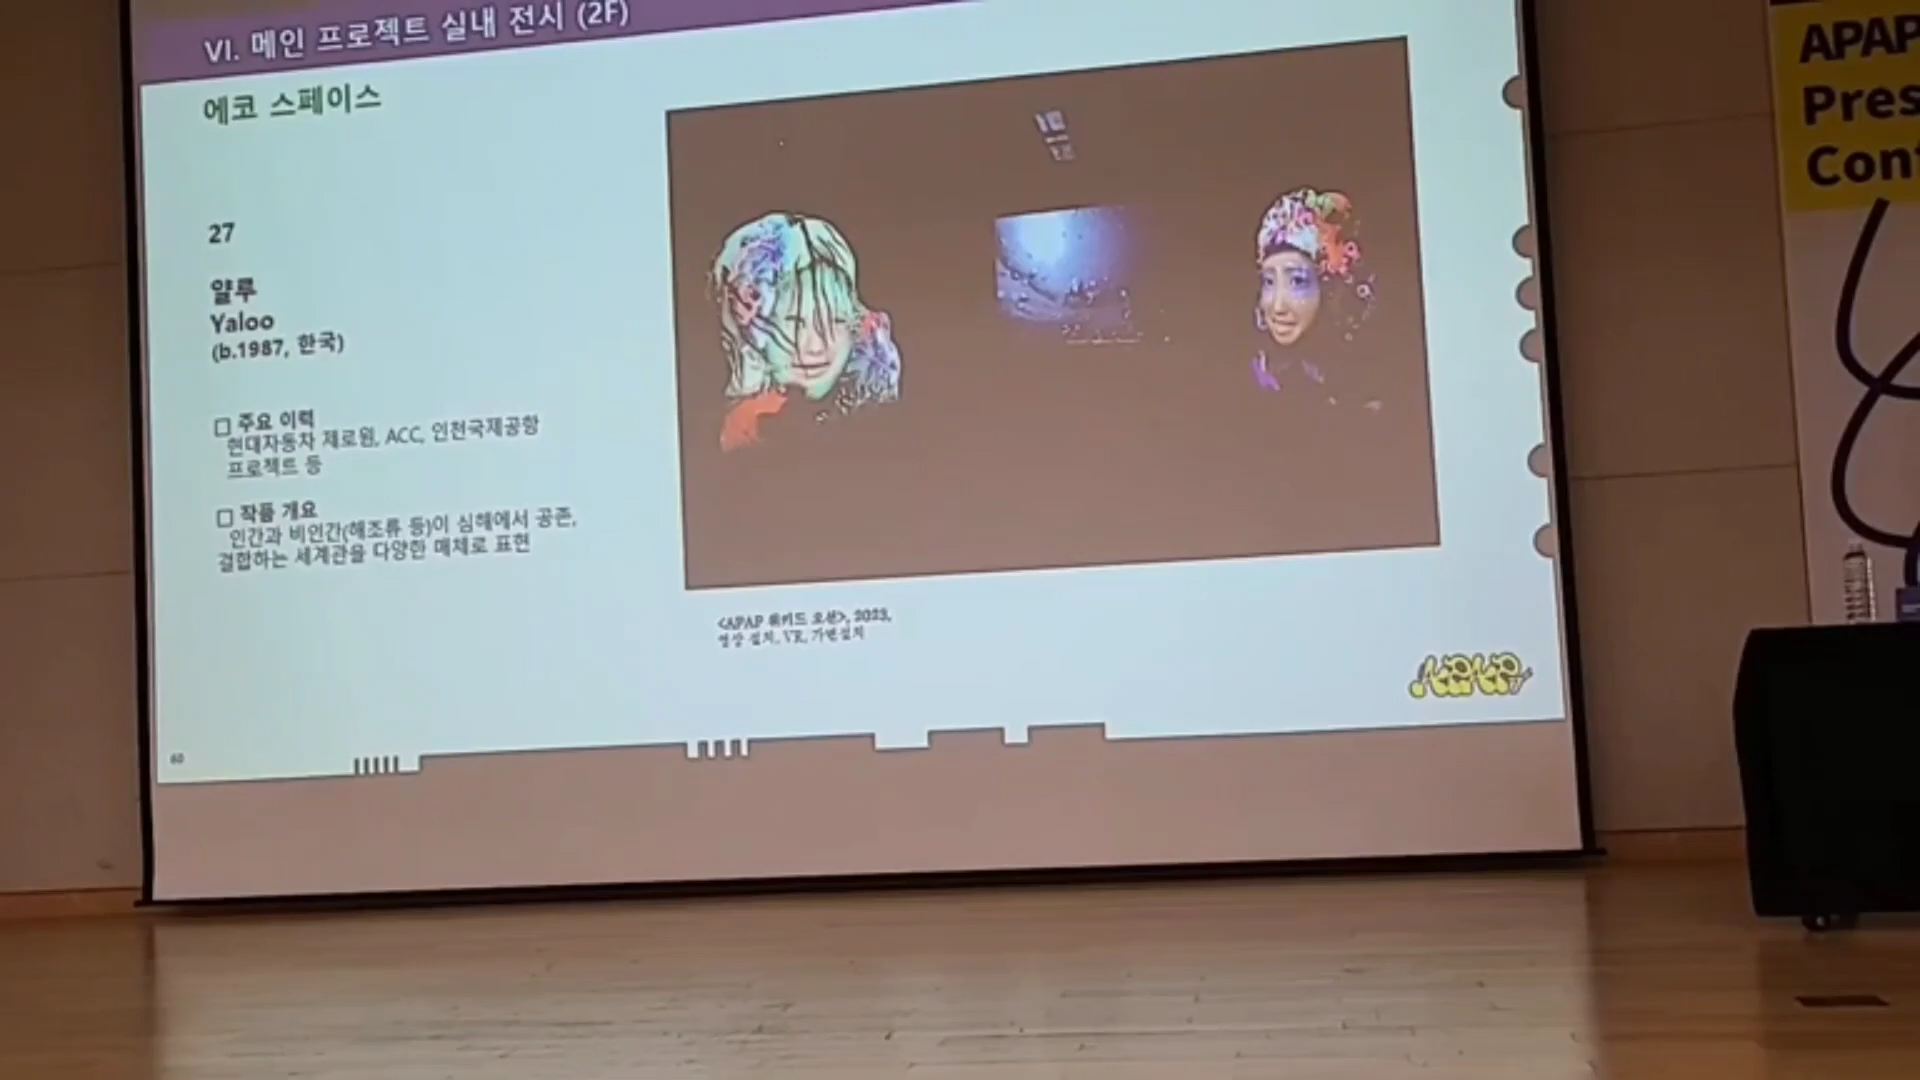 VI. 메인 프로젝트 실내 전시 (2F)
에코 스페이스
27
얄루
Yaloo
(b.1987, 한국)
□ 주요 이력
현대자동차 제로원, ACC, 인천국제공항
프로젝트 등
□ 작품 개요
인간과 비인간(해조류 등)이 심해에서 공존,
결합하는 세계관을 다양한 매체로 표현
<APAP 위키드 오션>, 2023,
영상 설치, VR, 가변설치
60
APAP
APAP
Pres
Conf